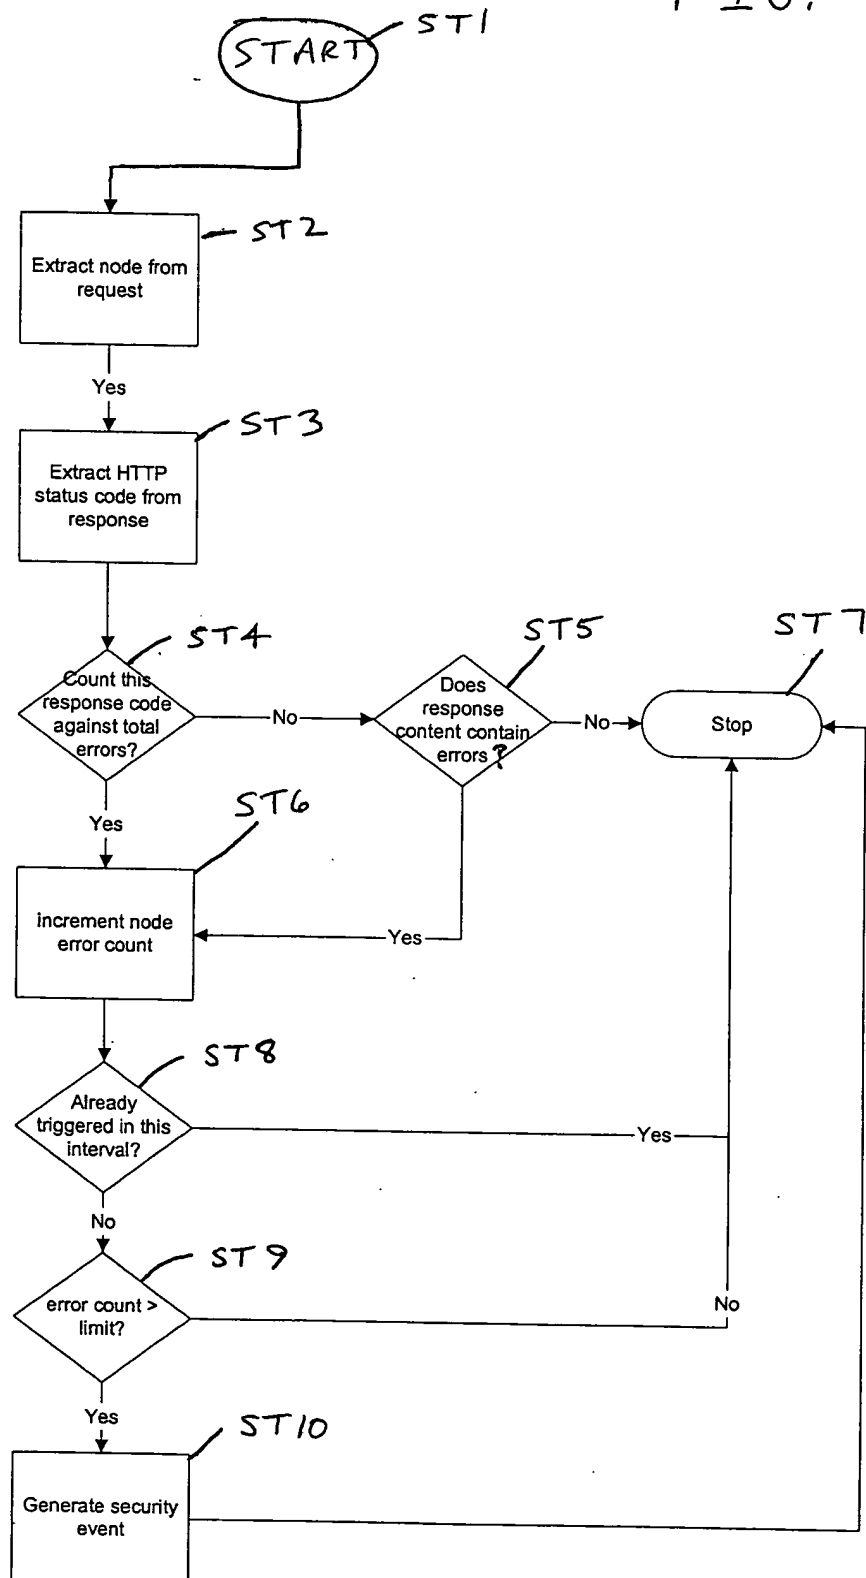 FIG.
START
ST1
ST2
Extract node from
request
Yes
ST3
Extract HTTP
status code from
response
ST4
Count this
response code
against total
errors?
No
ST5
Does
response
content contain
errors?
No
ST7
Stop
Yes
ST6
increment node
error count
Yes
ST8
Already
triggered in this
interval?
Yes
No
ST9
error count >
limit?
No
Yes
ST10
Generate security
event